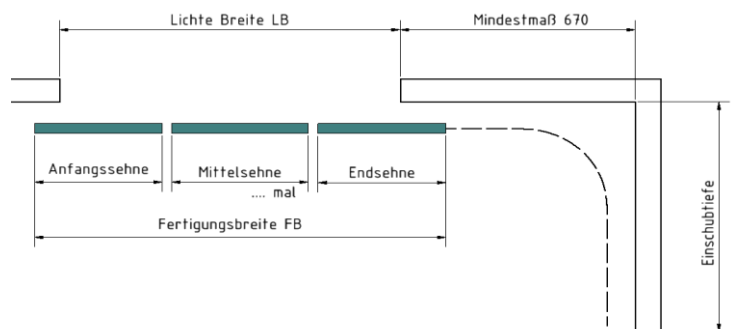 Lichte Breite LB
Mindestmaß 670
Anfangssehne
Mittelsehne
.... mal
Endsehne
Fertigungsbreite FB
Einschubtiefe